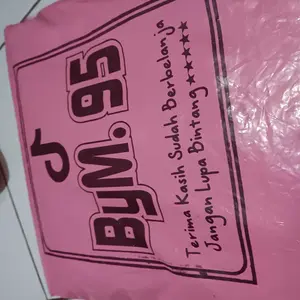 ByM. 95
Terima Kasih Sudah Berbelanja
Jangan Lupa Bintang ★★★★★